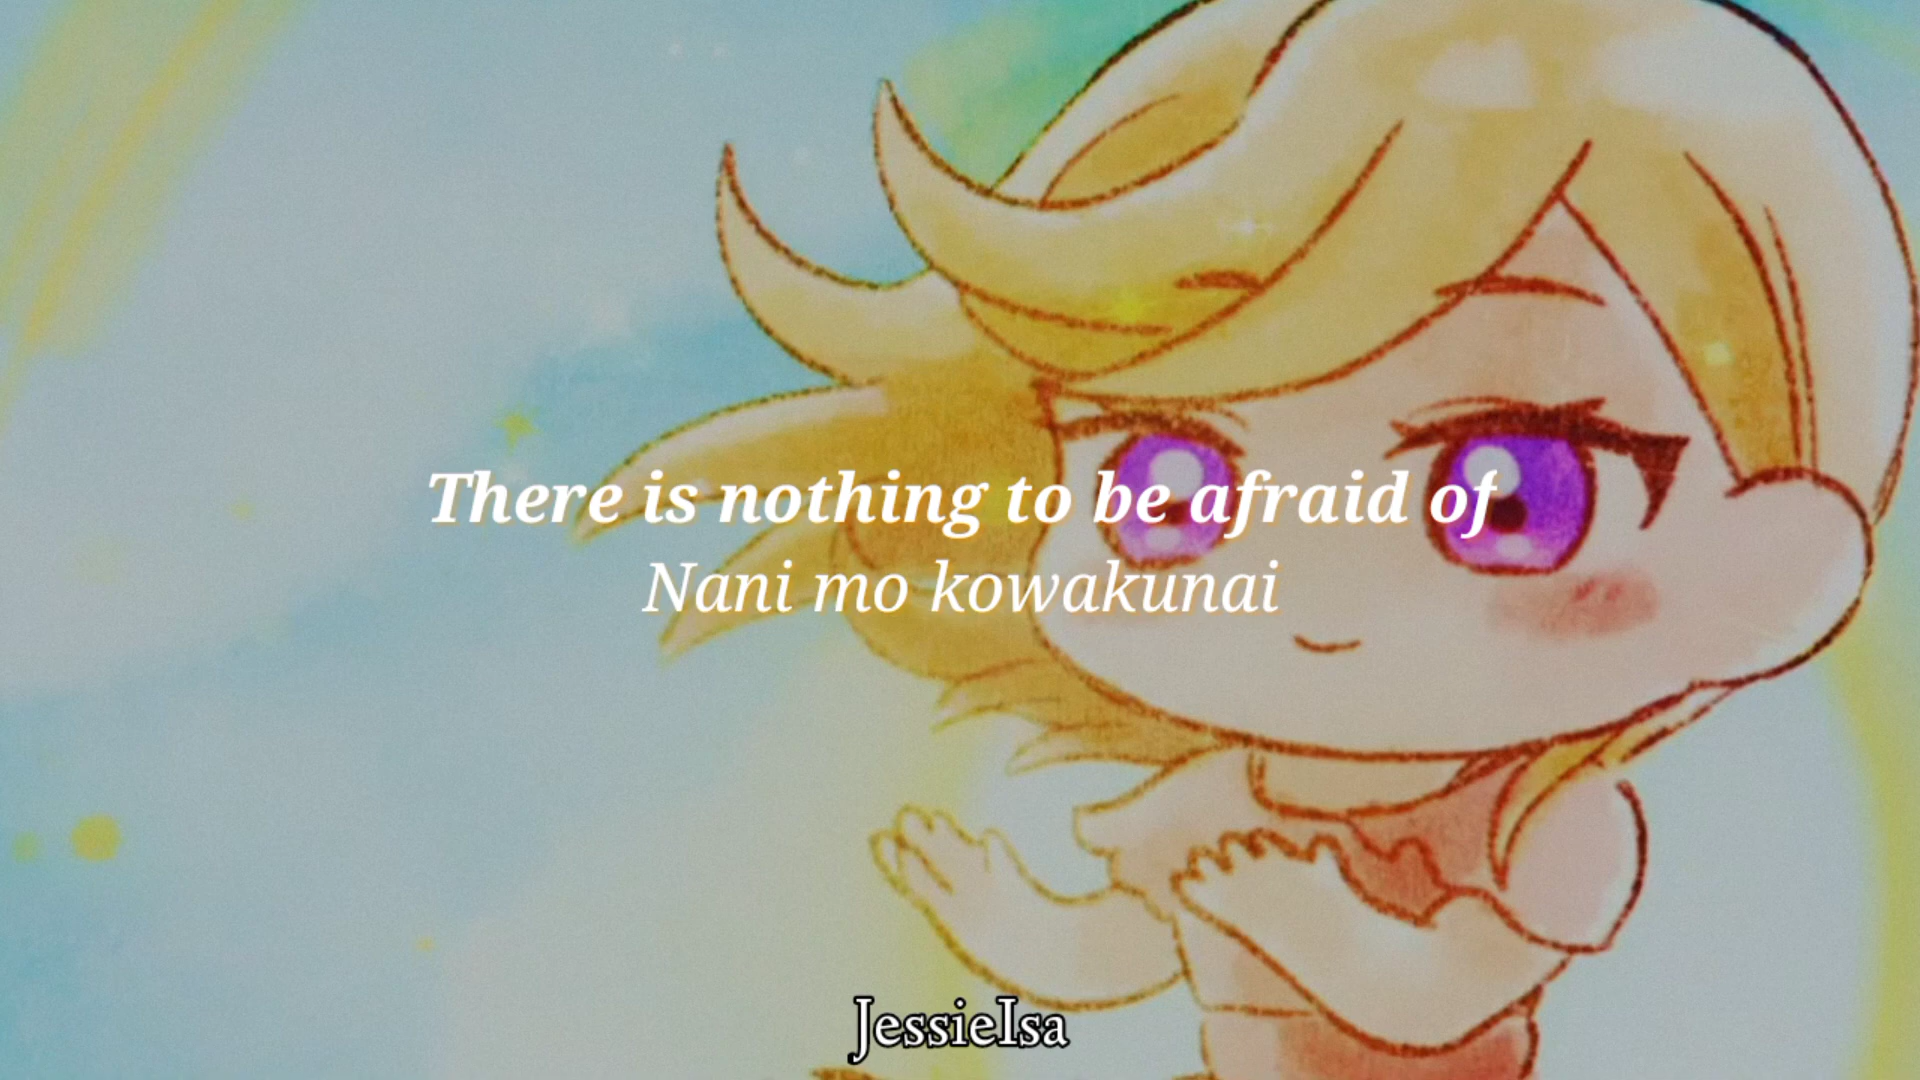 There is nothing to be afraid of
Nani mo kowakunai
JessieIsa